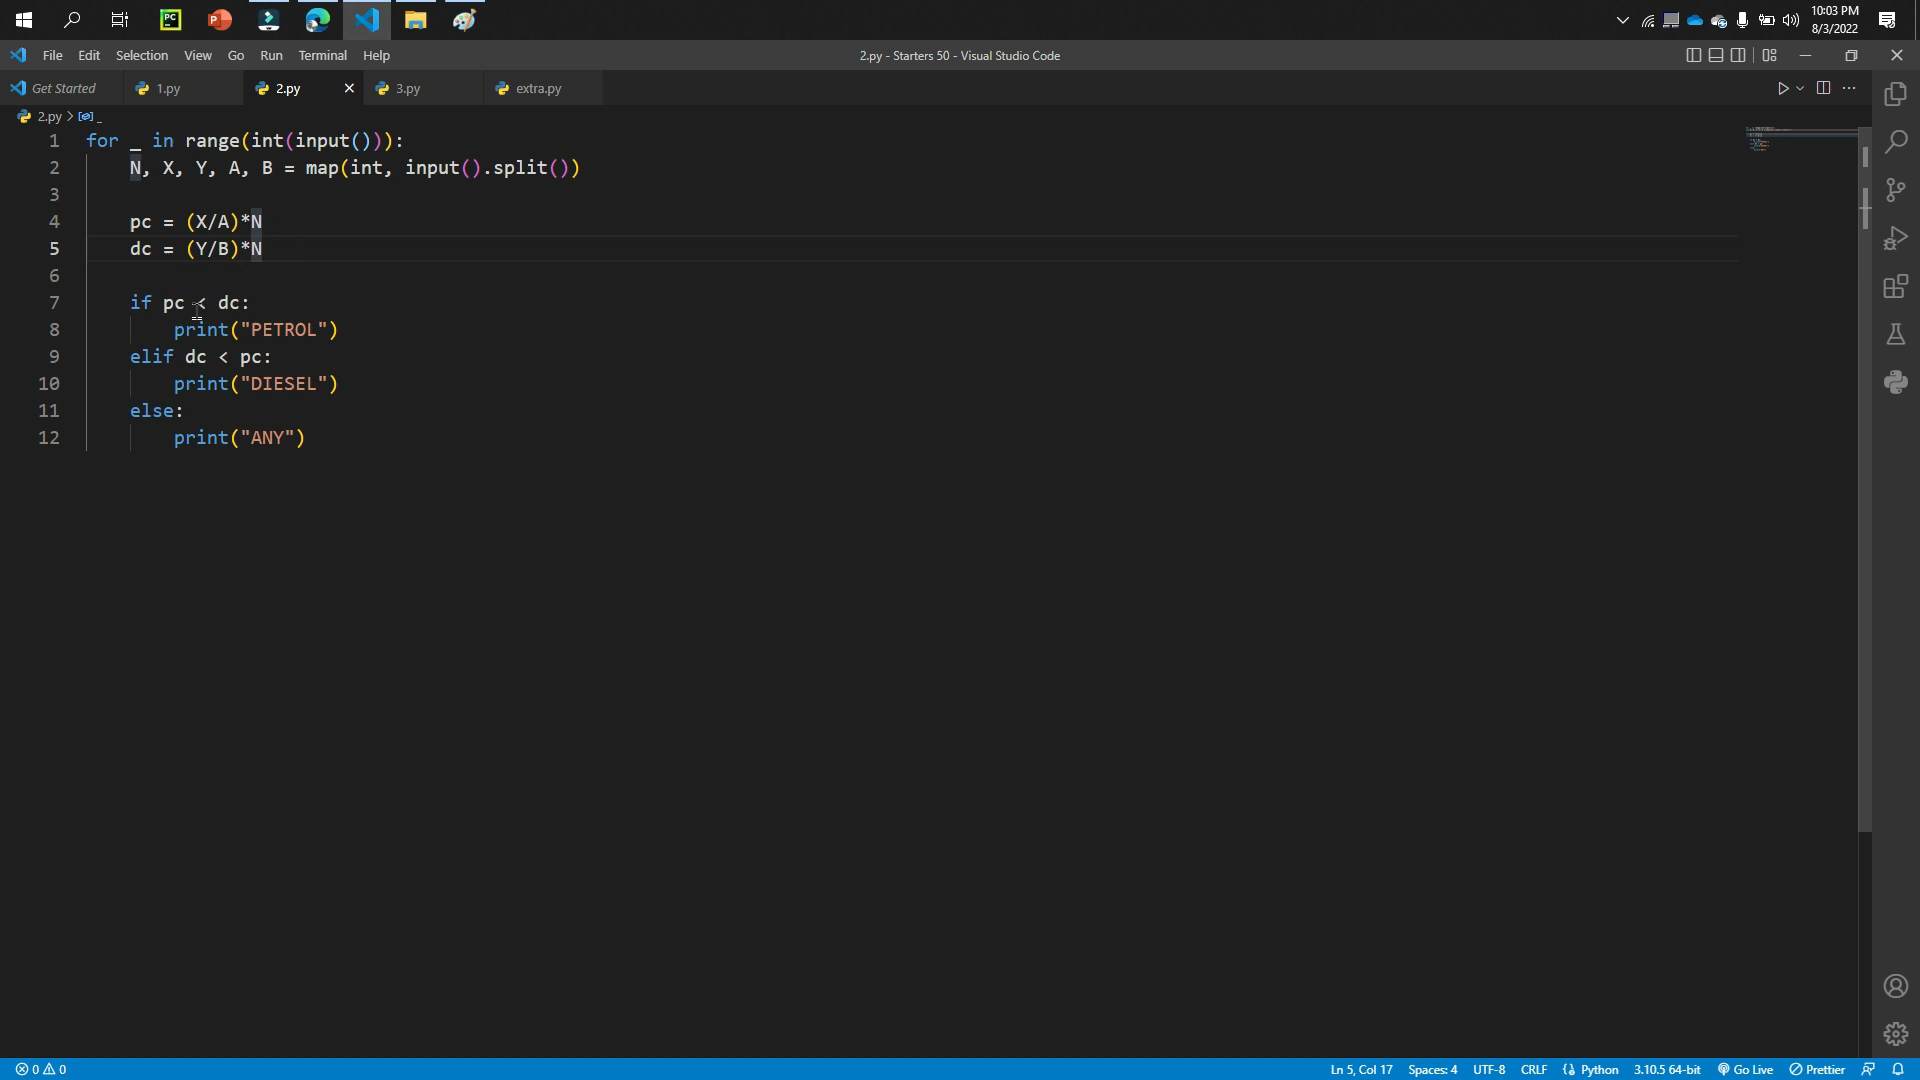 10:03 PM
8/3/2022
File Edit Selection View Go Run Terminal Help
2.py - Starters 50 - Visual Studio Code
Get Started 1.py 2.py 3.py extra.py
2.py > _
1 for _ in range(int(input())):
2 N, X, Y, A, B = map(int, input().split())
3
4 pc = (X/A)*N
5 dc = (Y/B)*N
6
7 if pc < dc:
8 print("PETROL")
9 elif dc < pc:
10 print("DIESEL")
11 else:
12 print("ANY")
0 0 Ln 5, Col 17 Spaces: 4 UTF-8 CRLF Python 3.10.5 64-bit Go Live Prettier